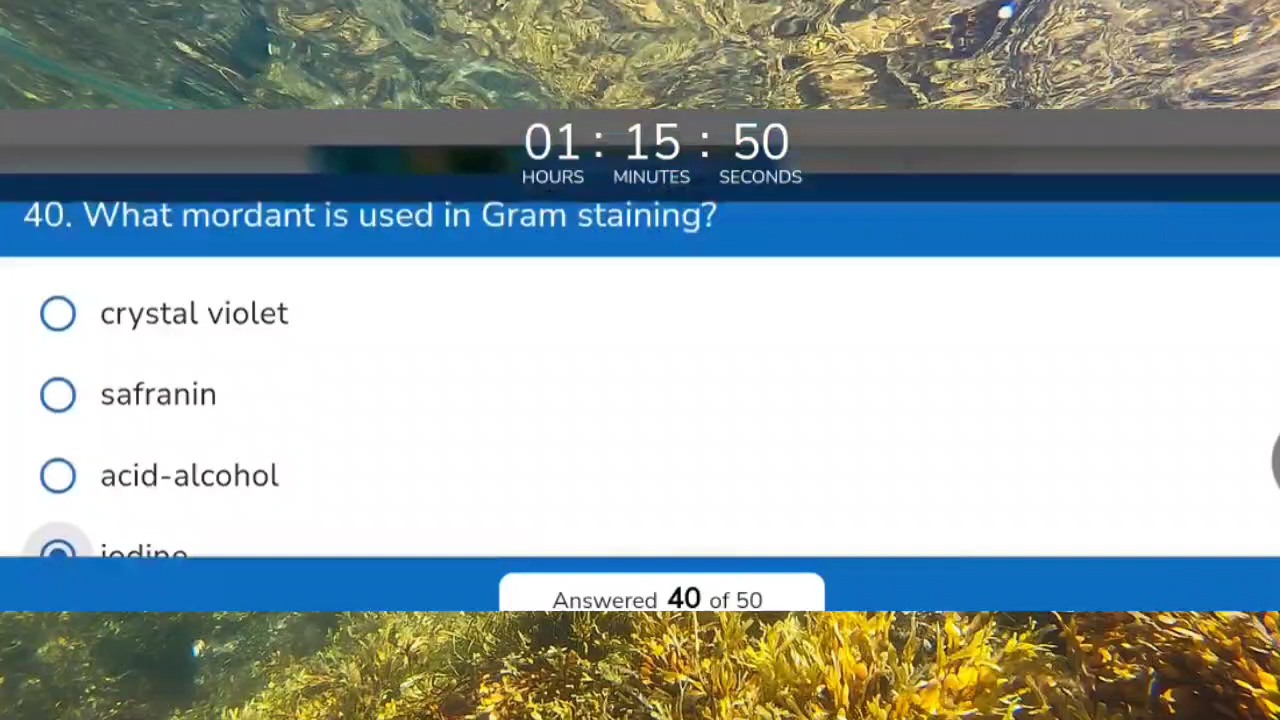 01 : 15 : 50
HOURS MINUTES SECONDS
40. What mordant is used in Gram staining?
crystal violet
safranin
acid-alcohol
iodine
Answered 40 of 50